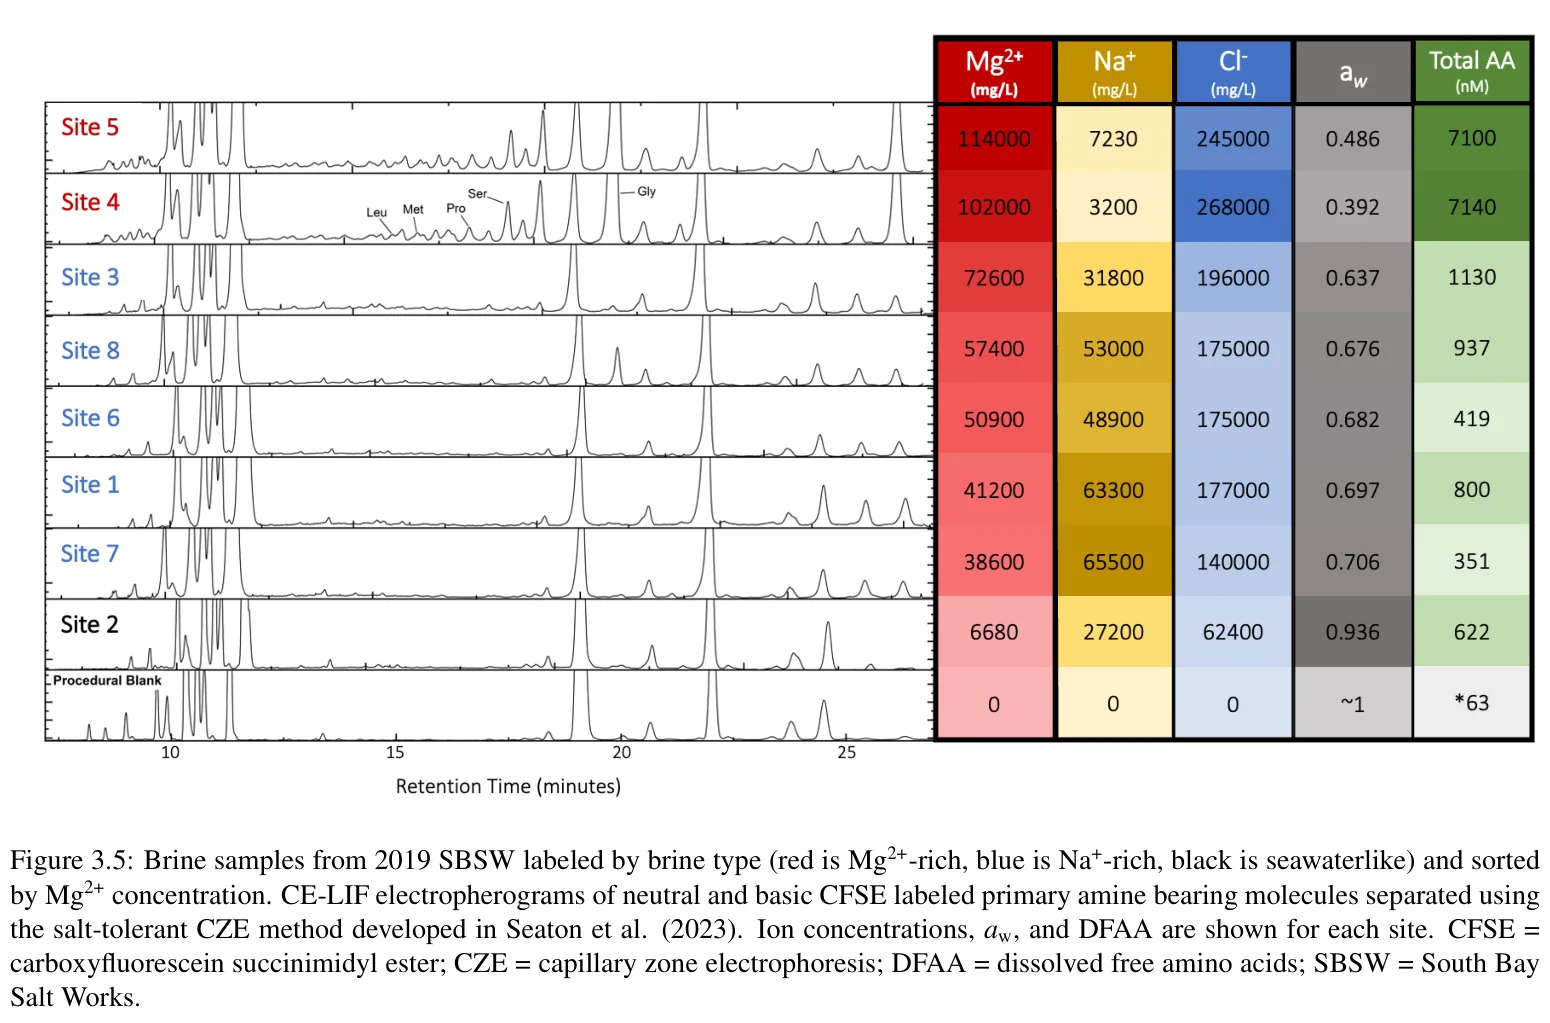 Mg2+ Na+ Cl- aw Total AA
(mg/L) (mg/L) (mg/L) (nM)
Site 5 114000 7230 245000 0.486 7100
Site 4 Leu Met Pro Ser Gly 102000 3200 268000 0.392 7140
Site 3 72600 31800 196000 0.637 1130
Site 8 57400 53000 175000 0.676 937
Site 6 50900 48900 175000 0.682 419
Site 1 41200 63300 177000 0.697 800
Site 7 38600 65500 140000 0.706 351
Site 2 6680 27200 62400 0.936 622
Procedural Blank 0 0 0 ~1 *63
10 15 20 25
Retention Time (minutes)
Figure 3.5: Brine samples from 2019 SBSW labeled by brine type (red is Mg2+-rich, blue is Na+-rich, black is seawaterlike) and sorted
by Mg2+ concentration. CE-LIF electropherograms of neutral and basic CFSE labeled primary amine bearing molecules separated using
the salt-tolerant CZE method developed in Seaton et al. (2023). Ion concentrations, aw, and DFAA are shown for each site. CFSE =
carboxyfluorescein succinimidyl ester; CZE = capillary zone electrophoresis; DFAA = dissolved free amino acids; SBSW = South Bay
Salt Works.